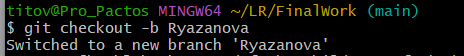 titov@Pro_Pactos MINGW64 ~/LR/FinalWork (main)
$ git checkout -b Ryazanova
Switched to a new branch 'Ryazanova'